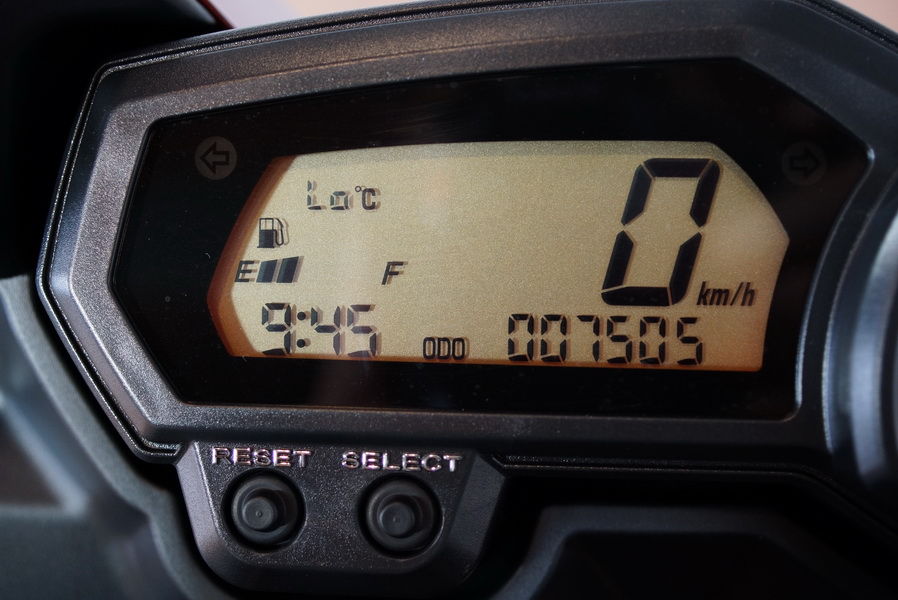 Lo°C
0 km/h
E F
9:45 ODO 007505
RESET SELECT